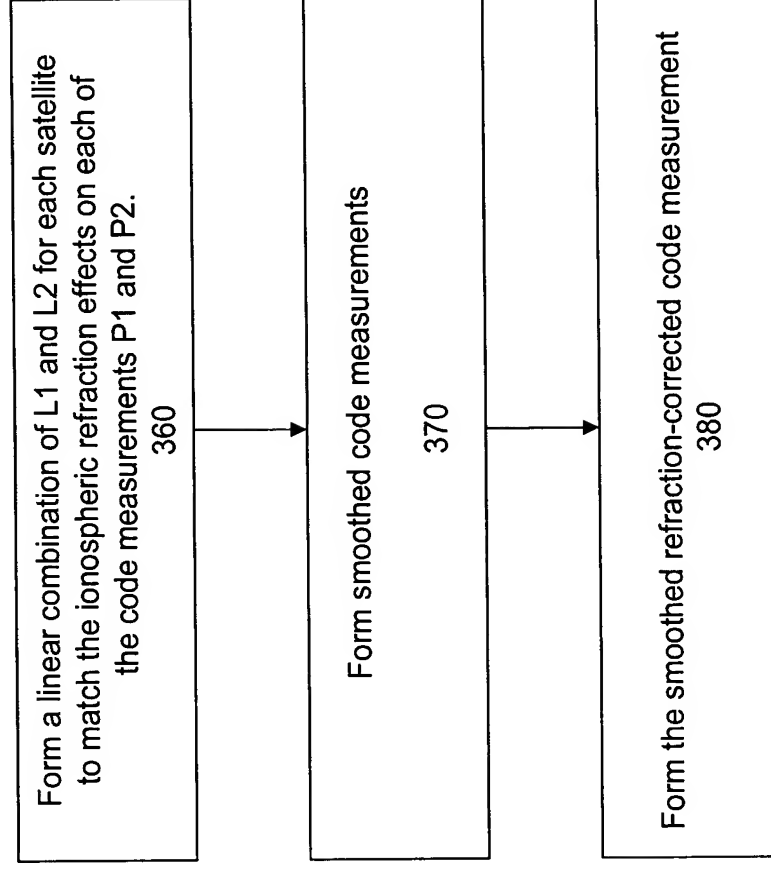 Form a linear combination of L1 and L2 for each satellite
to match the ionospheric refraction effects on each of
the code measurements P1 and P2.
360
Form smoothed code measurements
370
Form the smoothed refraction-corrected code measurement
380